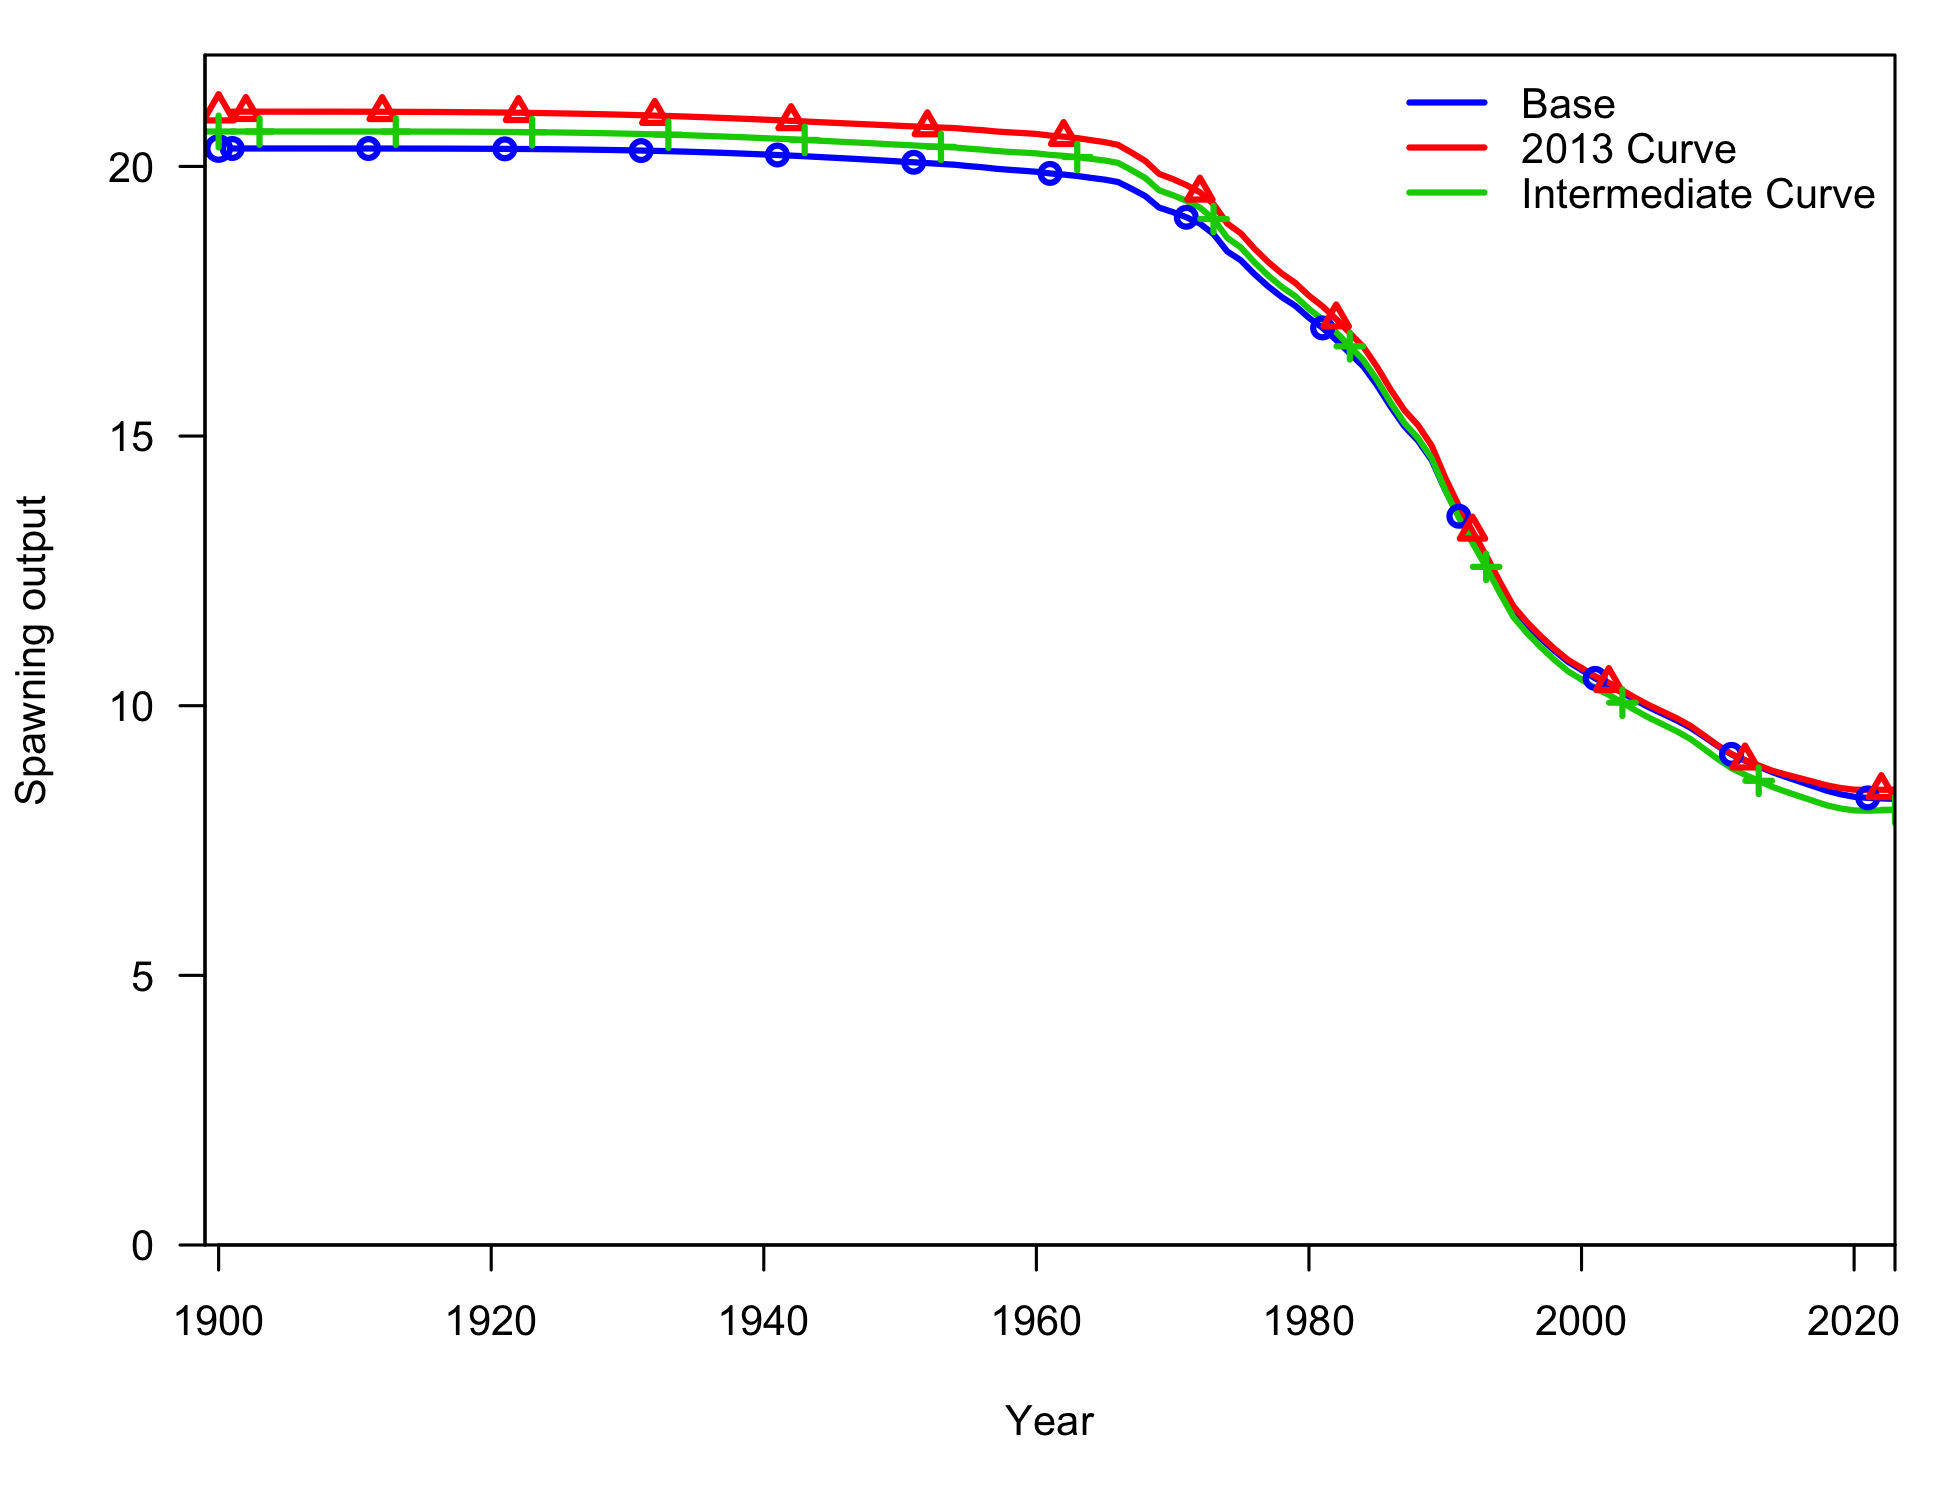 Base
2013 Curve
Intermediate Curve
20
15
10
5
0
Spawning output
1900 1920 1940 1960 1980 2000 2020
Year